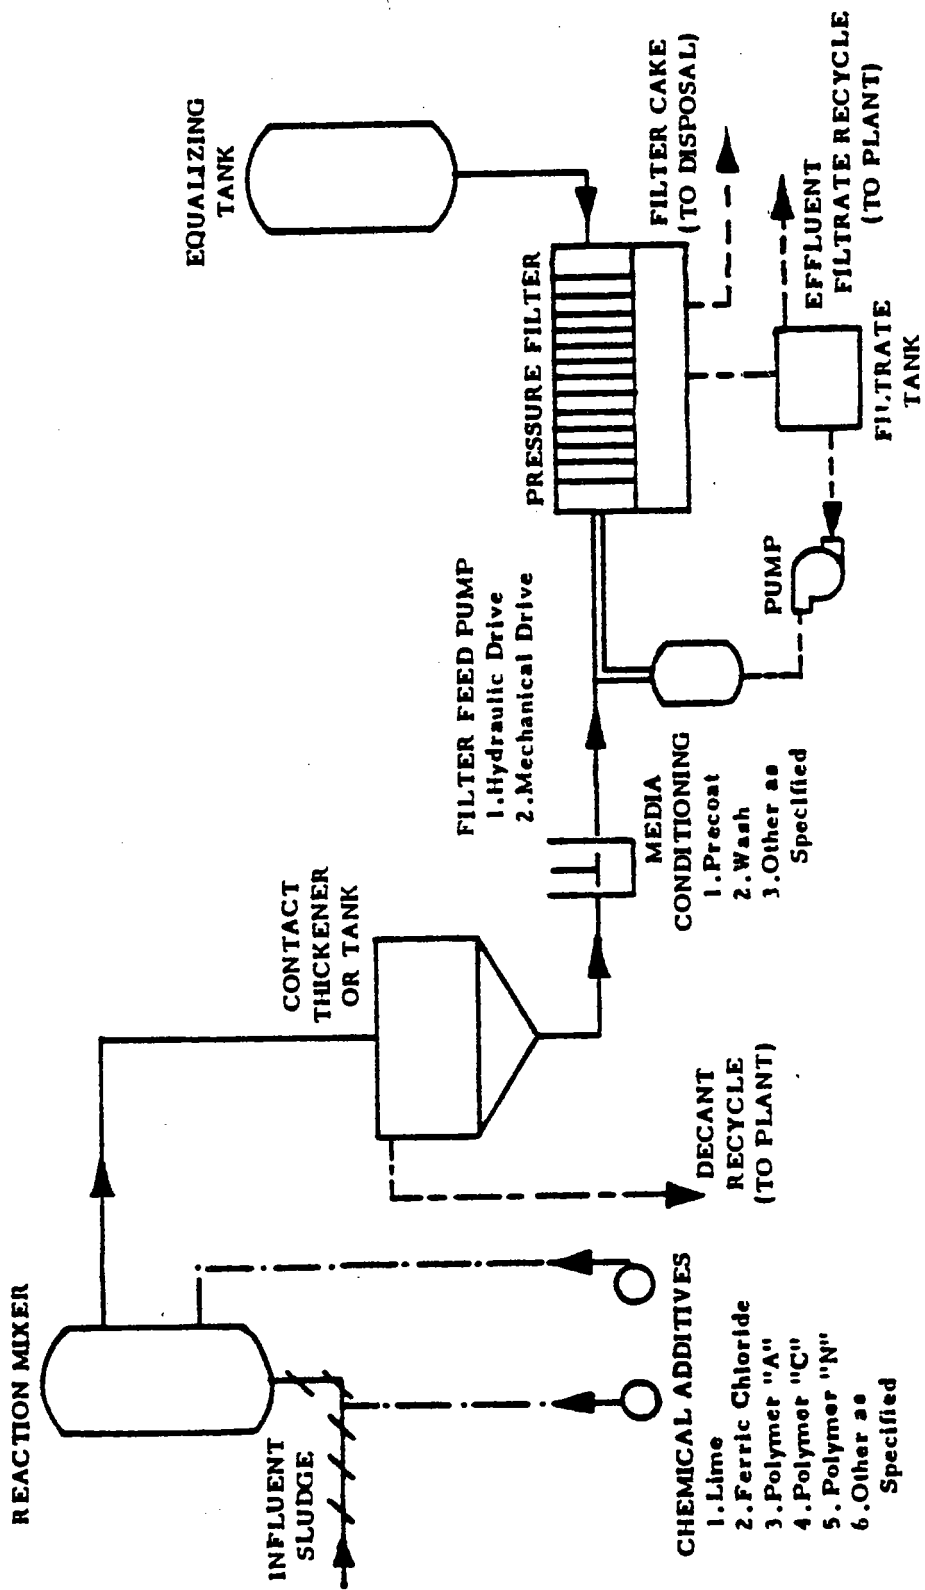 REACTION MIXER
INFLUENT
SLUDGE
CHEMICAL ADDITIVES
1.Lime
2.Ferric Chloride
3.Polymer "A"
4.Polymer "C"
5.Polymer "N"
6.Other as
Specified
DECANT
RECYCLE
(TO PLANT)
CONTACT
THICKENER
OR TANK
FILTER FEED PUMP
1.Hydraulic Drive
2.Mechanical Drive
MEDIA
CONDITIONING
1.Precoat
2.Wash
3.Other as
Specified
PUMP
PRESSURE FILTER
EQUALIZING
TANK
FILTER CAKE
(TO DISPOSAL)
EFFLUENT
FILTRATE RECYCLE
(TO PLANT)
FILTRATE
TANK